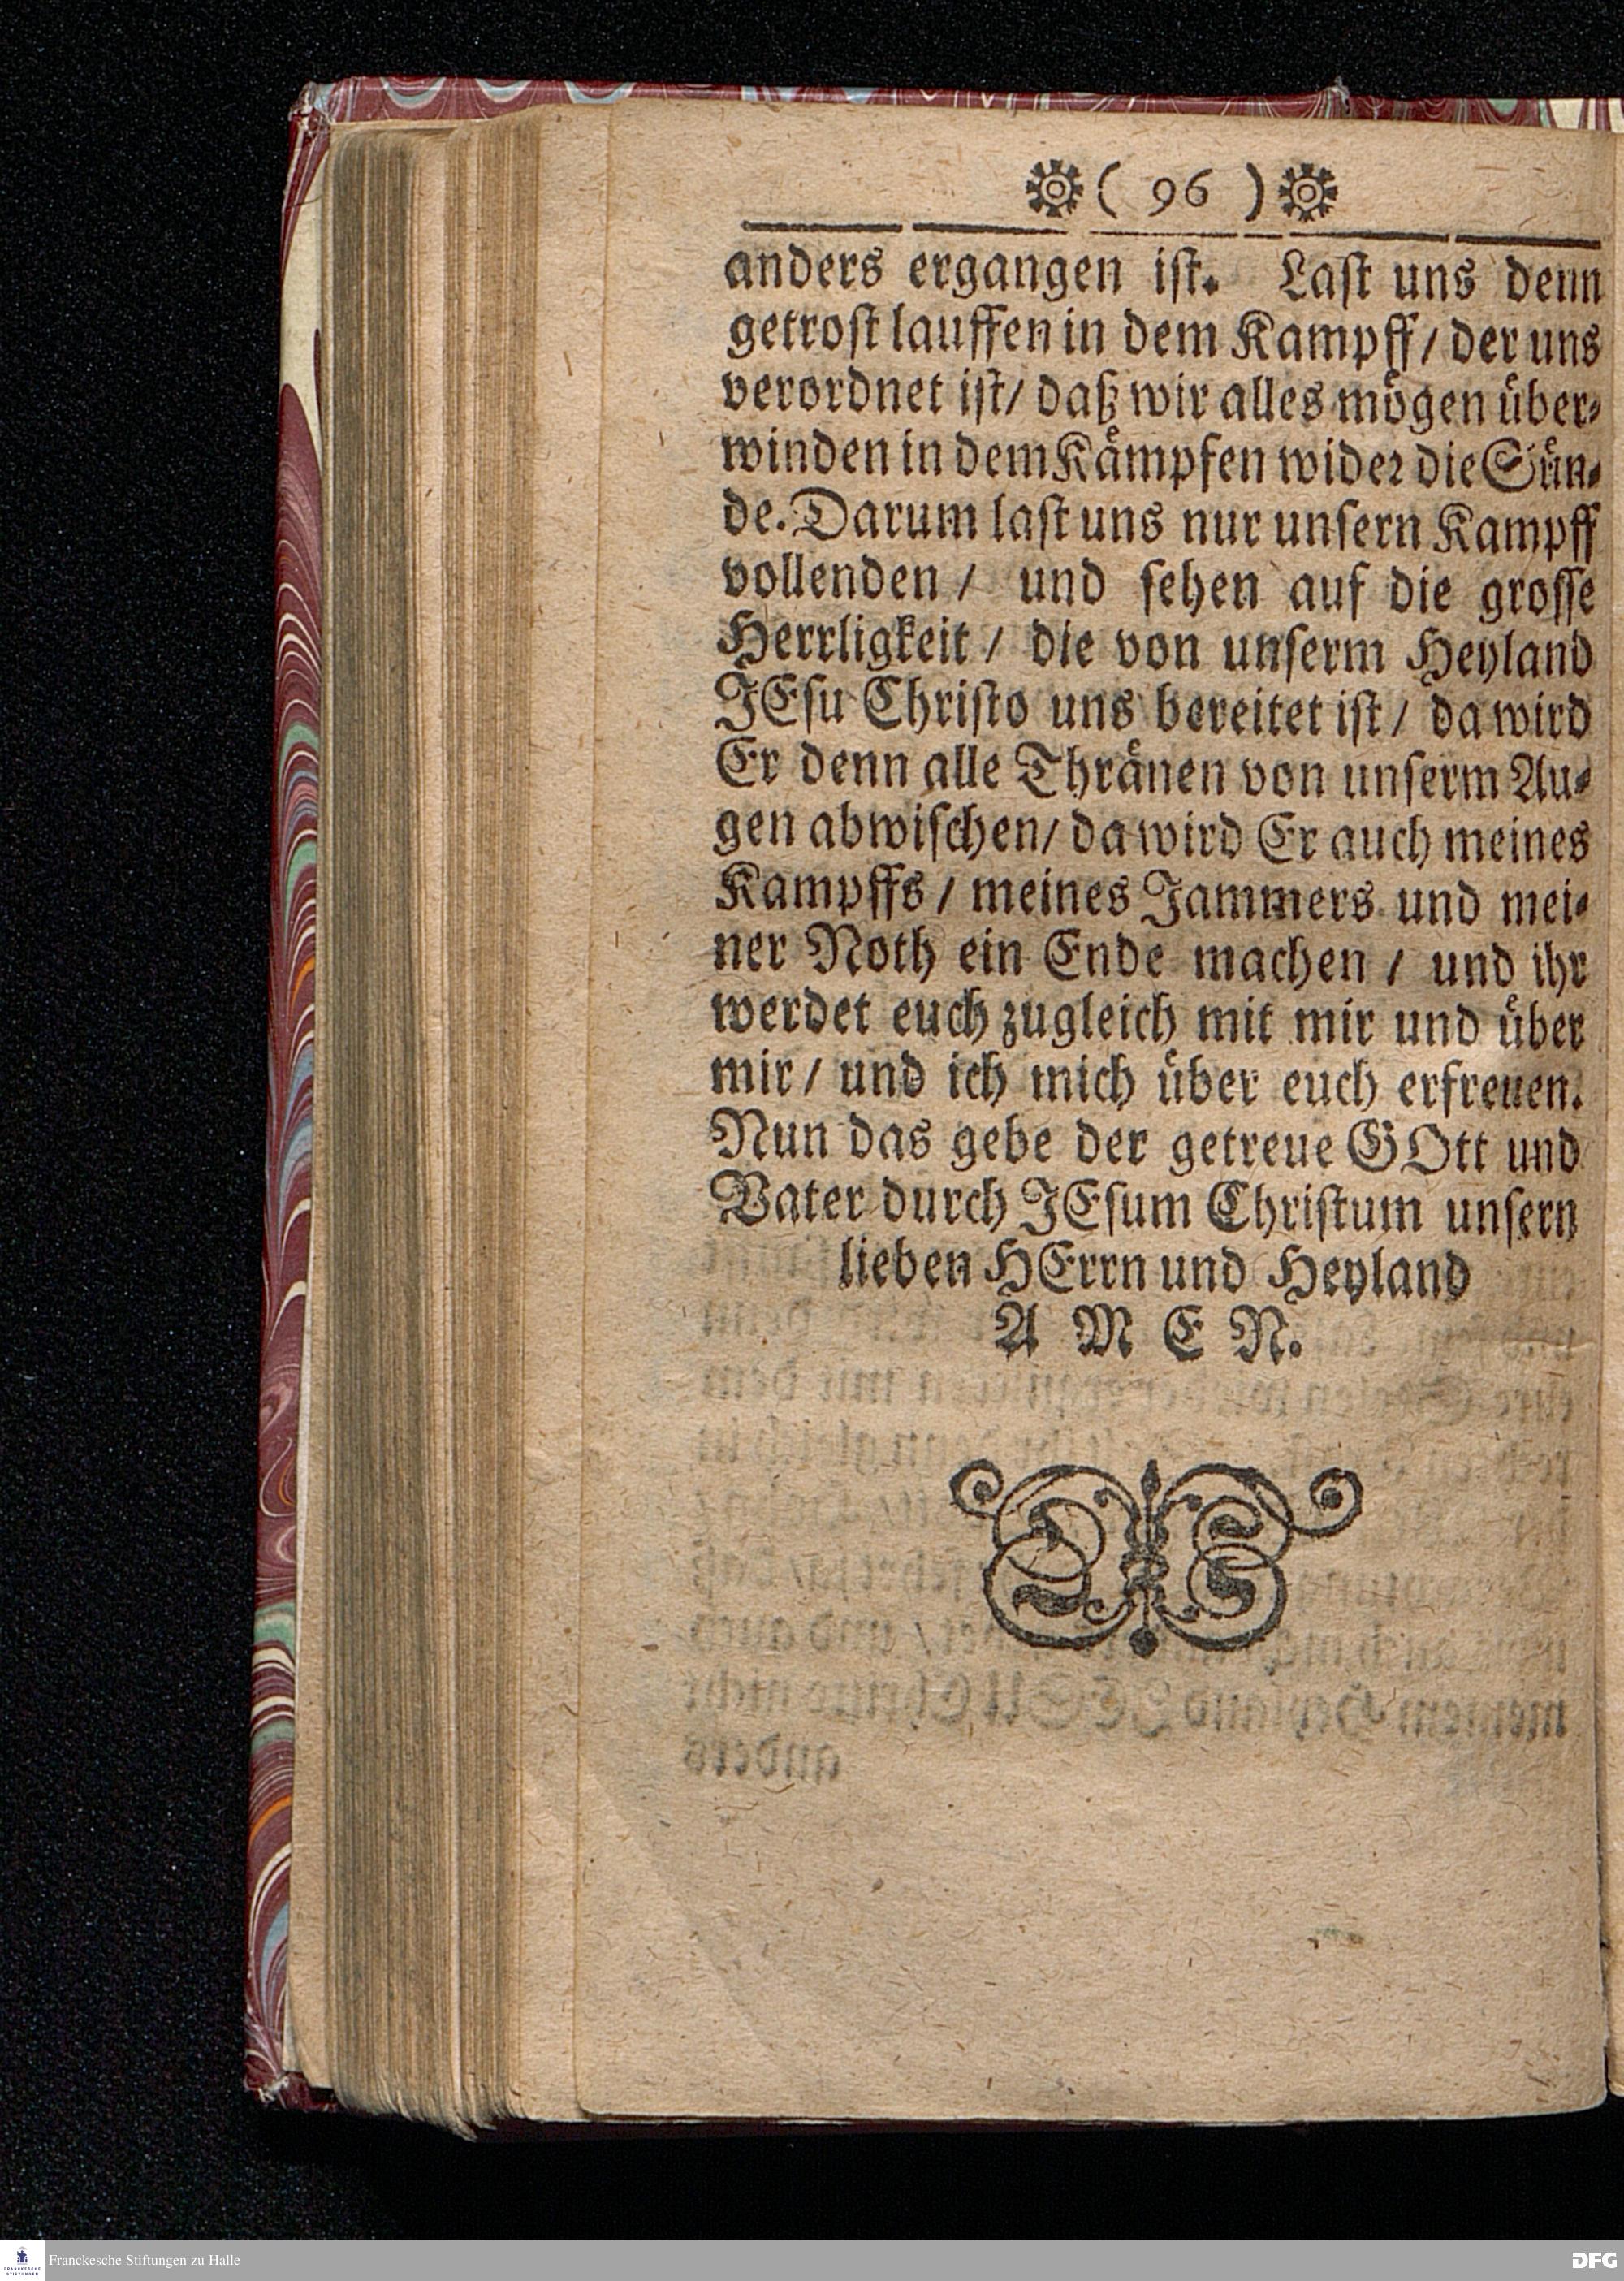 ( 96 )
anders ergangen iſt. Laſt uns denn
getroſt lauffen in dem Kampff/ der uns
verordnet iſt/ daß wir alles mögen über-
winden in dem Kämpfen wider die Sün-
de. Darum laſt uns nur unſern Kampff
vollenden / und ſehen auf die groſſe
Herrligkeit / die von unſerm Heyland
JEſu Chriſto uns bereitet iſt / da wird
Er denn alle Thränen von unſerm Au-
gen abwiſchen/ da wird Er auch meines
Kampffs / meines Jammers und mei-
ner Noth ein Ende machen / und ihr
werdet euch zugleich mit mir und über
mir / und ich mich über euch erfreuen.
Nun das gebe der getreue GOtt und
Vater durch JEſum Chriſtum unſern
lieben HErrn und Heyland
A M E N.
Franckesche Stiftungen zu Halle
DFG